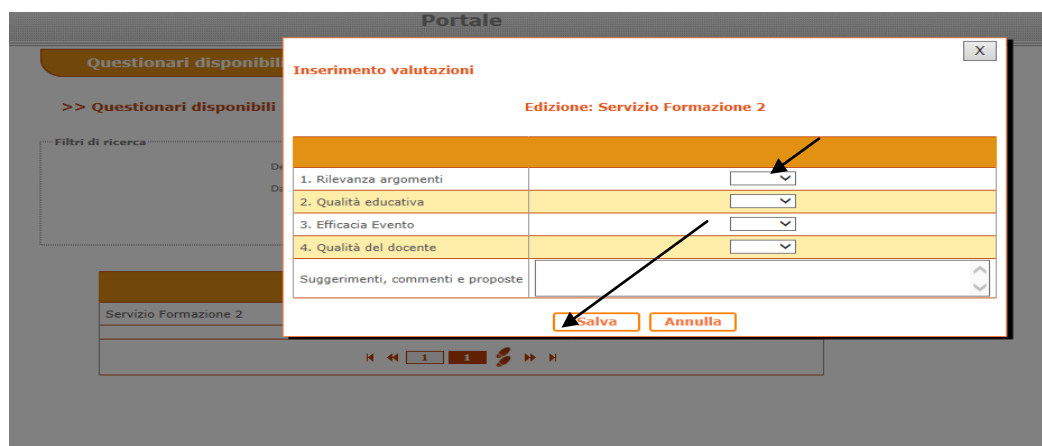 Portale
Questionari disponibili
X
Inserimento valutazioni
>> Questionari disponibili
Edizione: Servizio Formazione 2
Filtri di ricerca
1. Rilevanza argomenti
2. Qualità educativa
3. Efficacia Evento
4. Qualità del docente
Suggerimenti, commenti e proposte
Servizio Formazione 2
Salva Annulla
1 1